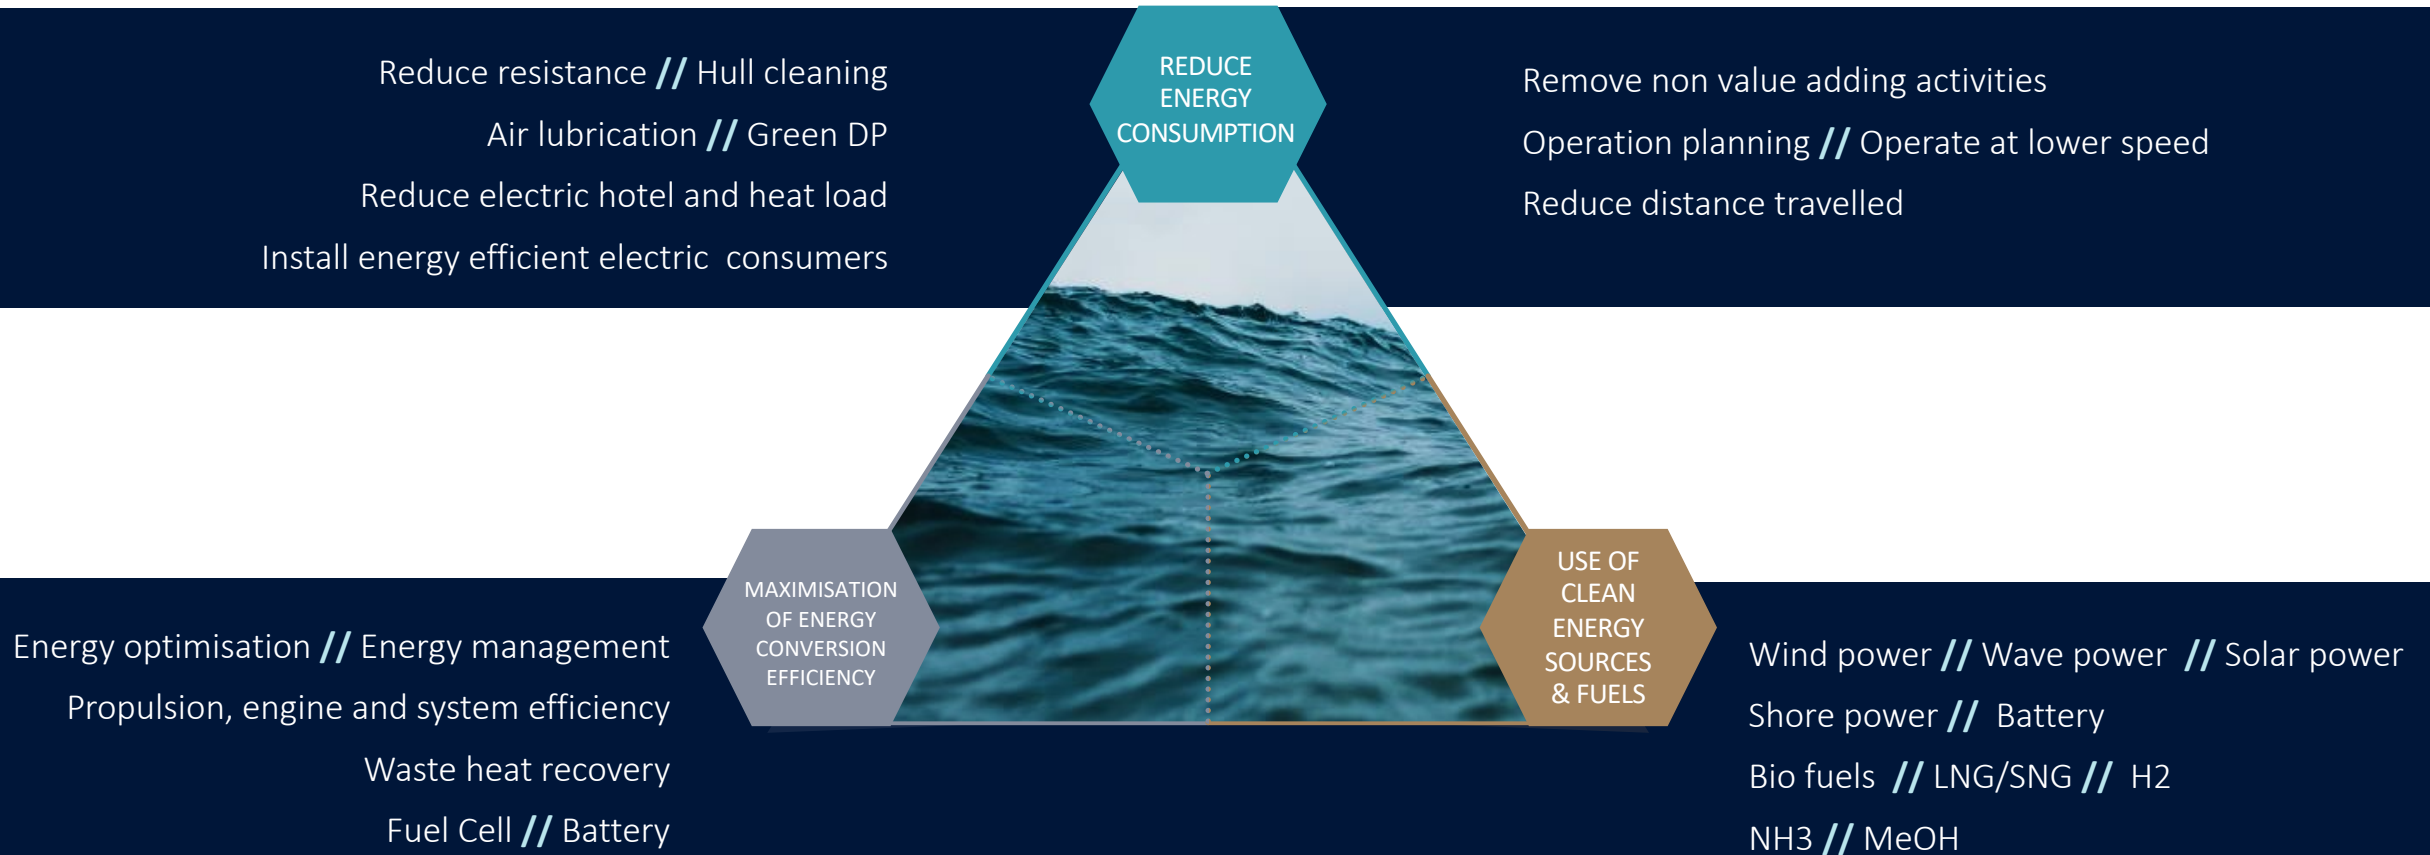 Reduce resistance // Hull cleaning
Air lubrication // Green DP
Reduce electric hotel and heat load
Install energy efficient electric  consumers
REDUCE
ENERGY
CONSUMPTION
Remove non value adding activities
Operation planning // Operate at lower speed
Reduce distance travelled
Energy optimisation // Energy management
Propulsion, engine and system efficiency
Waste heat recovery
Fuel Cell // Battery
MAXIMISATION
OF ENERGY
CONVERSION
EFFICIENCY
USE OF
CLEAN
ENERGY
SOURCES
& FUELS
Wind power // Wave power // Solar power
Shore power // Battery
Bio fuels // LNG/SNG // H2
NH3 // MeOH